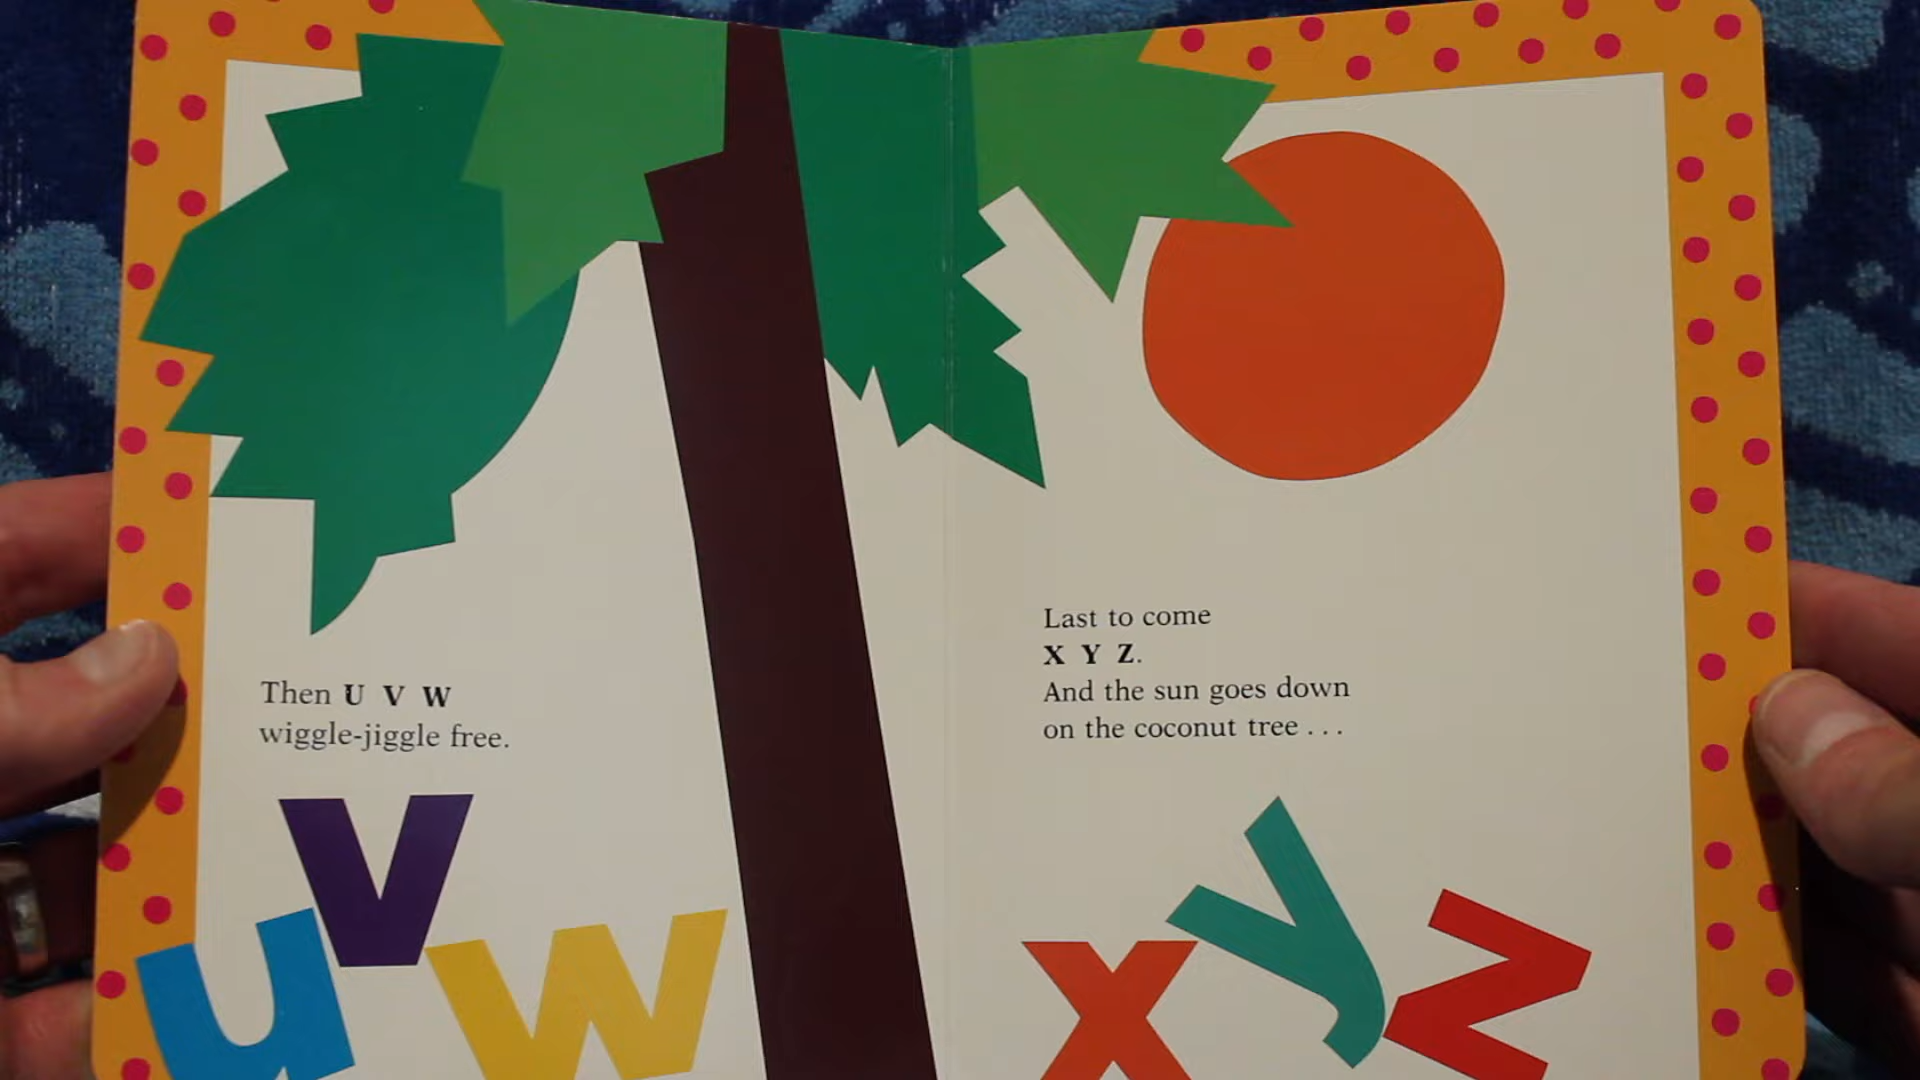 Then U V W
wiggle-jiggle free.
v
u
w
Last to come
X Y Z.
And the sun goes down
on the coconut tree . . .
x
y
z